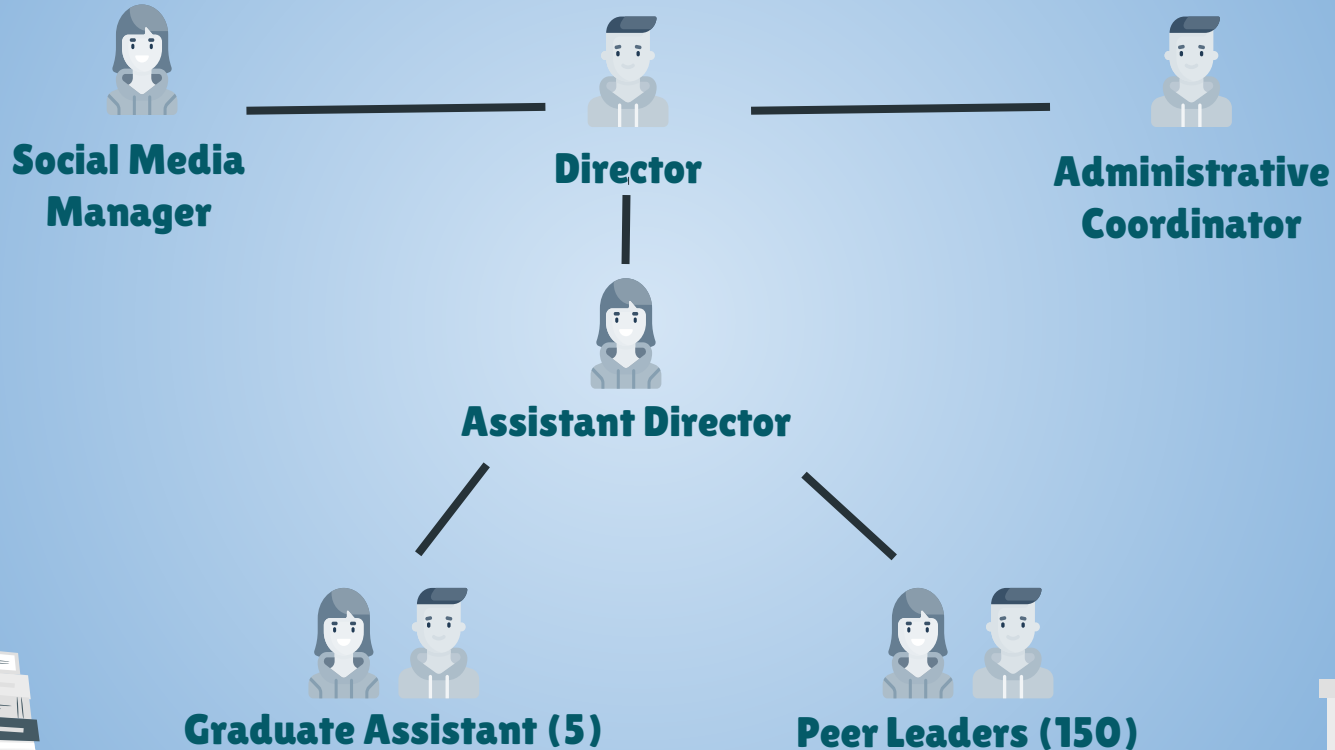 Social Media
Manager
Director
Administrative
Coordinator
Assistant Director
Graduate Assistant (5)
Peer Leaders (150)